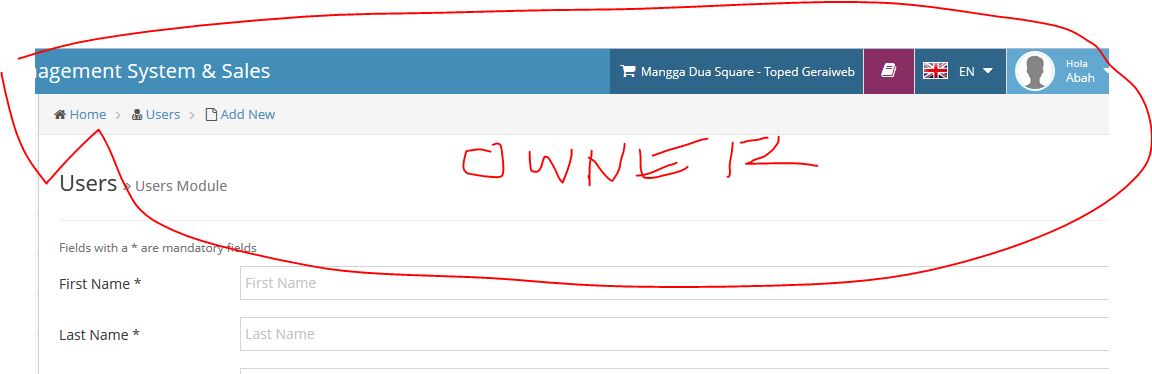 nagement System & Sales Mangga Dua Square - Toped Geraiweb EN Hola
Abah
Home > Users > Add New
OWNER
Users » Users Module
Fields with a * are mandatory fields
First Name * First Name
Last Name * Last Name